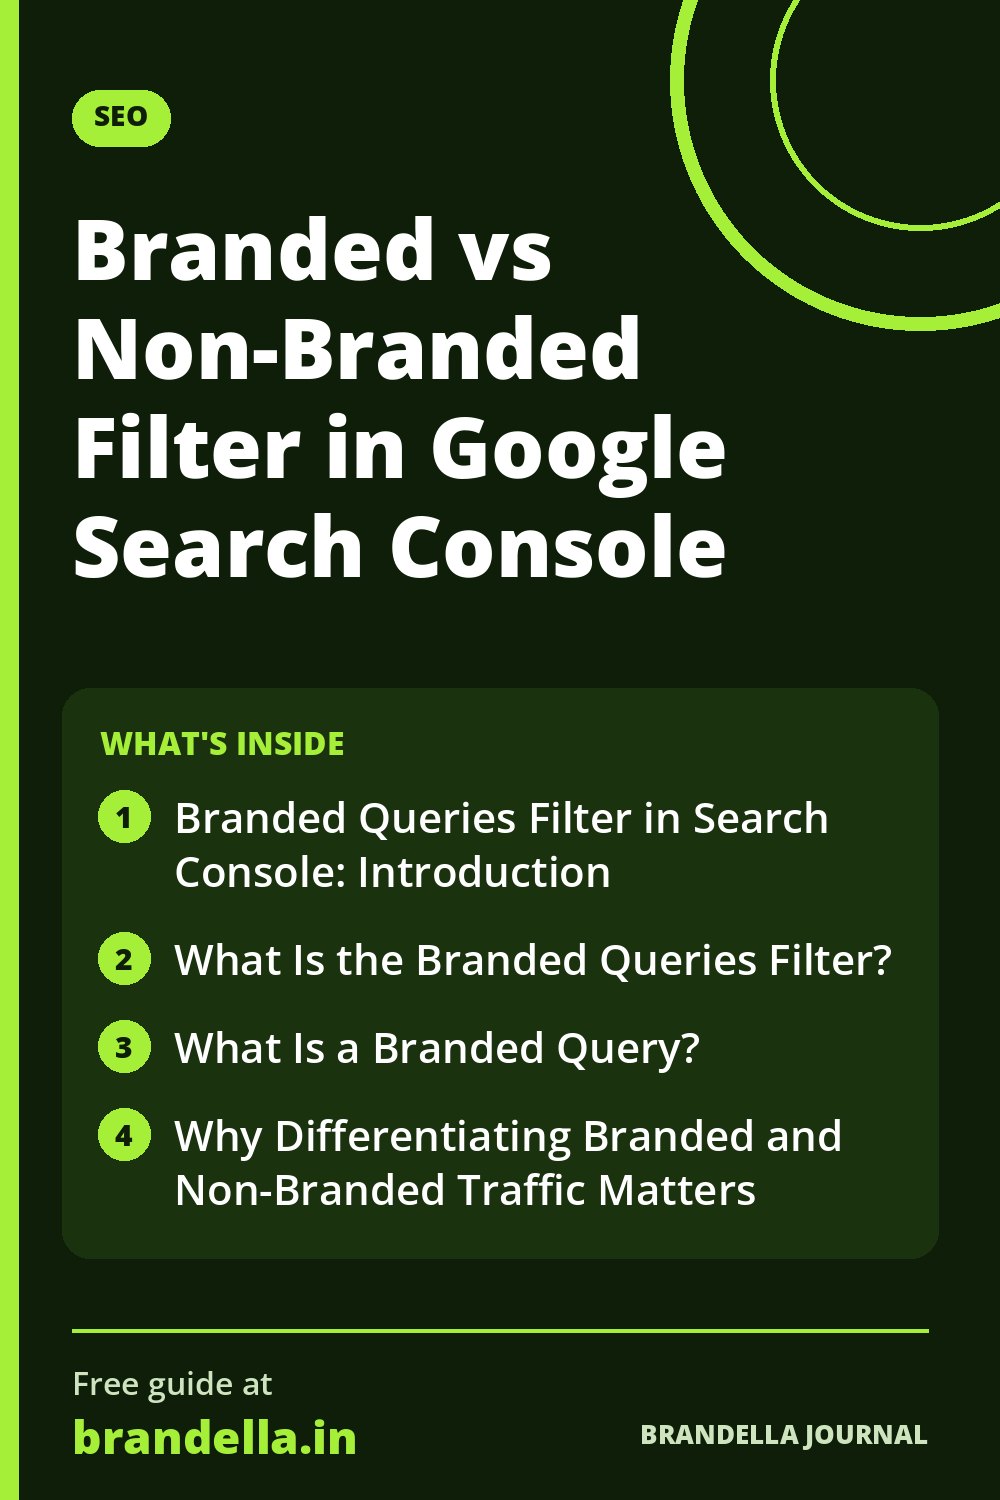 SEO
Branded vs
Non-Branded
Filter in Google
Search Console
WHAT'S INSIDE
1 Branded Queries Filter in Search
Console: Introduction
2 What Is the Branded Queries Filter?
3 What Is a Branded Query?
4 Why Differentiating Branded and
Non-Branded Traffic Matters
Free guide at
brandella.in
BRANDELLA JOURNAL